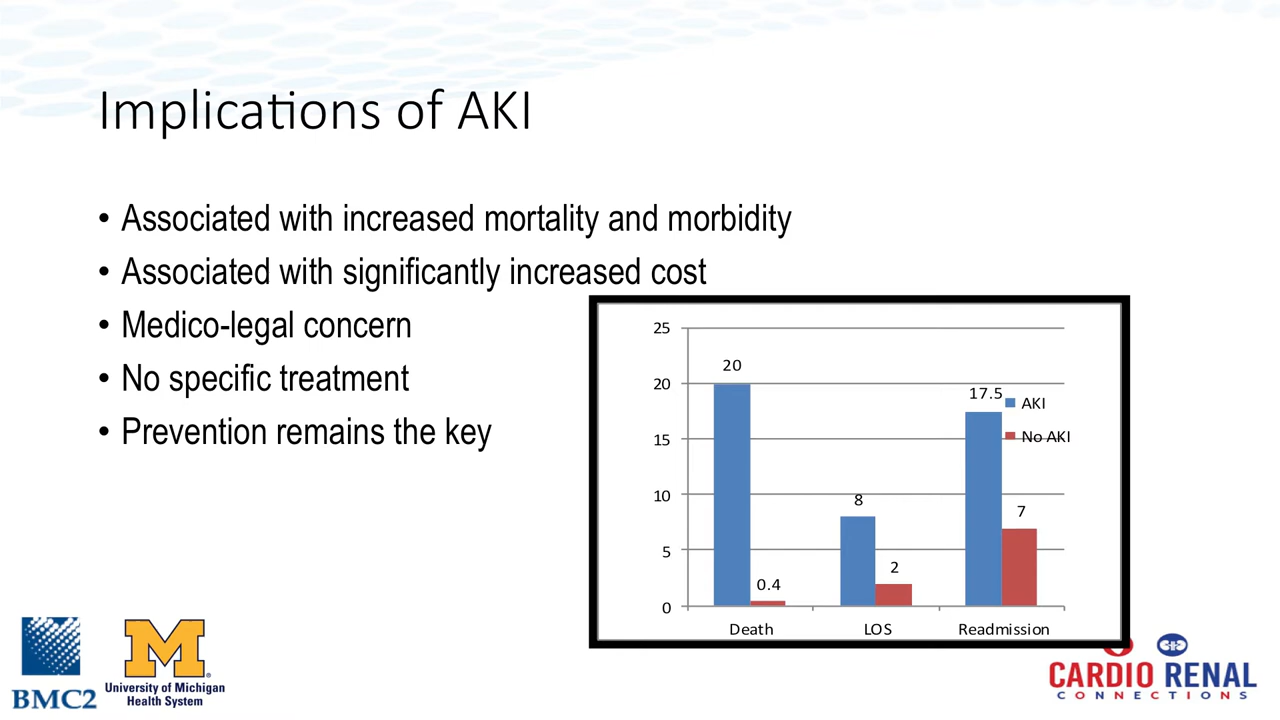 Implications of AKI
• Associated with increased mortality and morbidity
• Associated with significantly increased cost
• Medico-legal concern
• No specific treatment
• Prevention remains the key
25
20
15
10
5
0
20
0.4
8
2
17.5
7
AKI
No AKI
Death
LOS
Readmission
BMC2
M
University of Michigan
Health System
CARDIO RENAL
CONNECTIONS